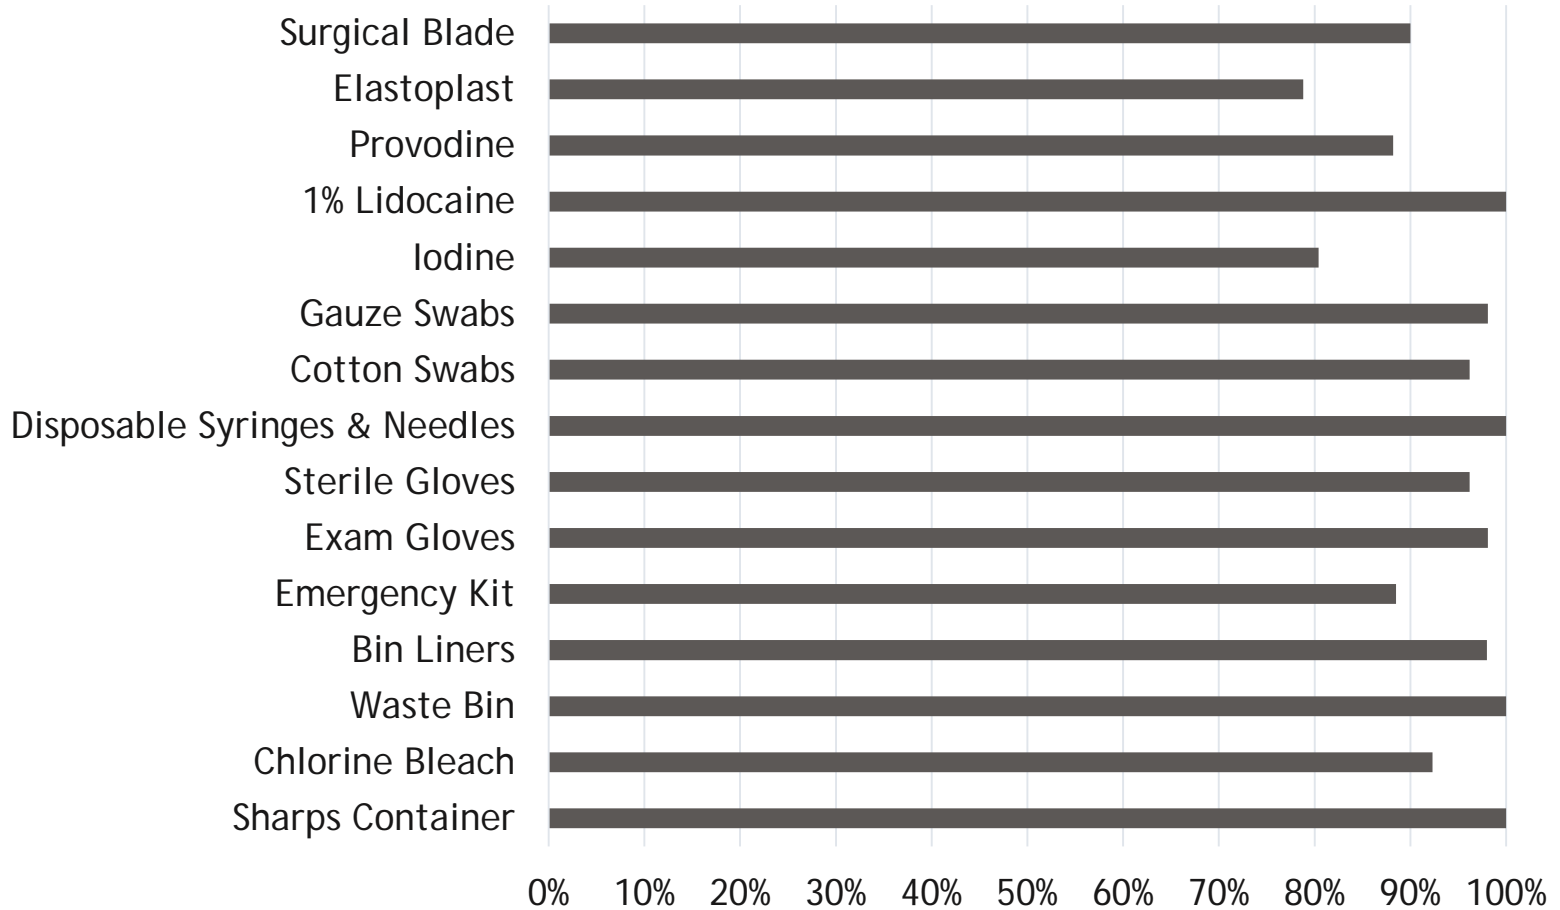 Surgical Blade
Elastoplast
Provodine
1% Lidocaine
Iodine
Gauze Swabs
Cotton Swabs
Disposable Syringes & Needles
Sterile Gloves
Exam Gloves
Emergency Kit
Bin Liners
Waste Bin
Chlorine Bleach
Sharps Container
0% 10% 20% 30% 40% 50% 60% 70% 80% 90% 100%